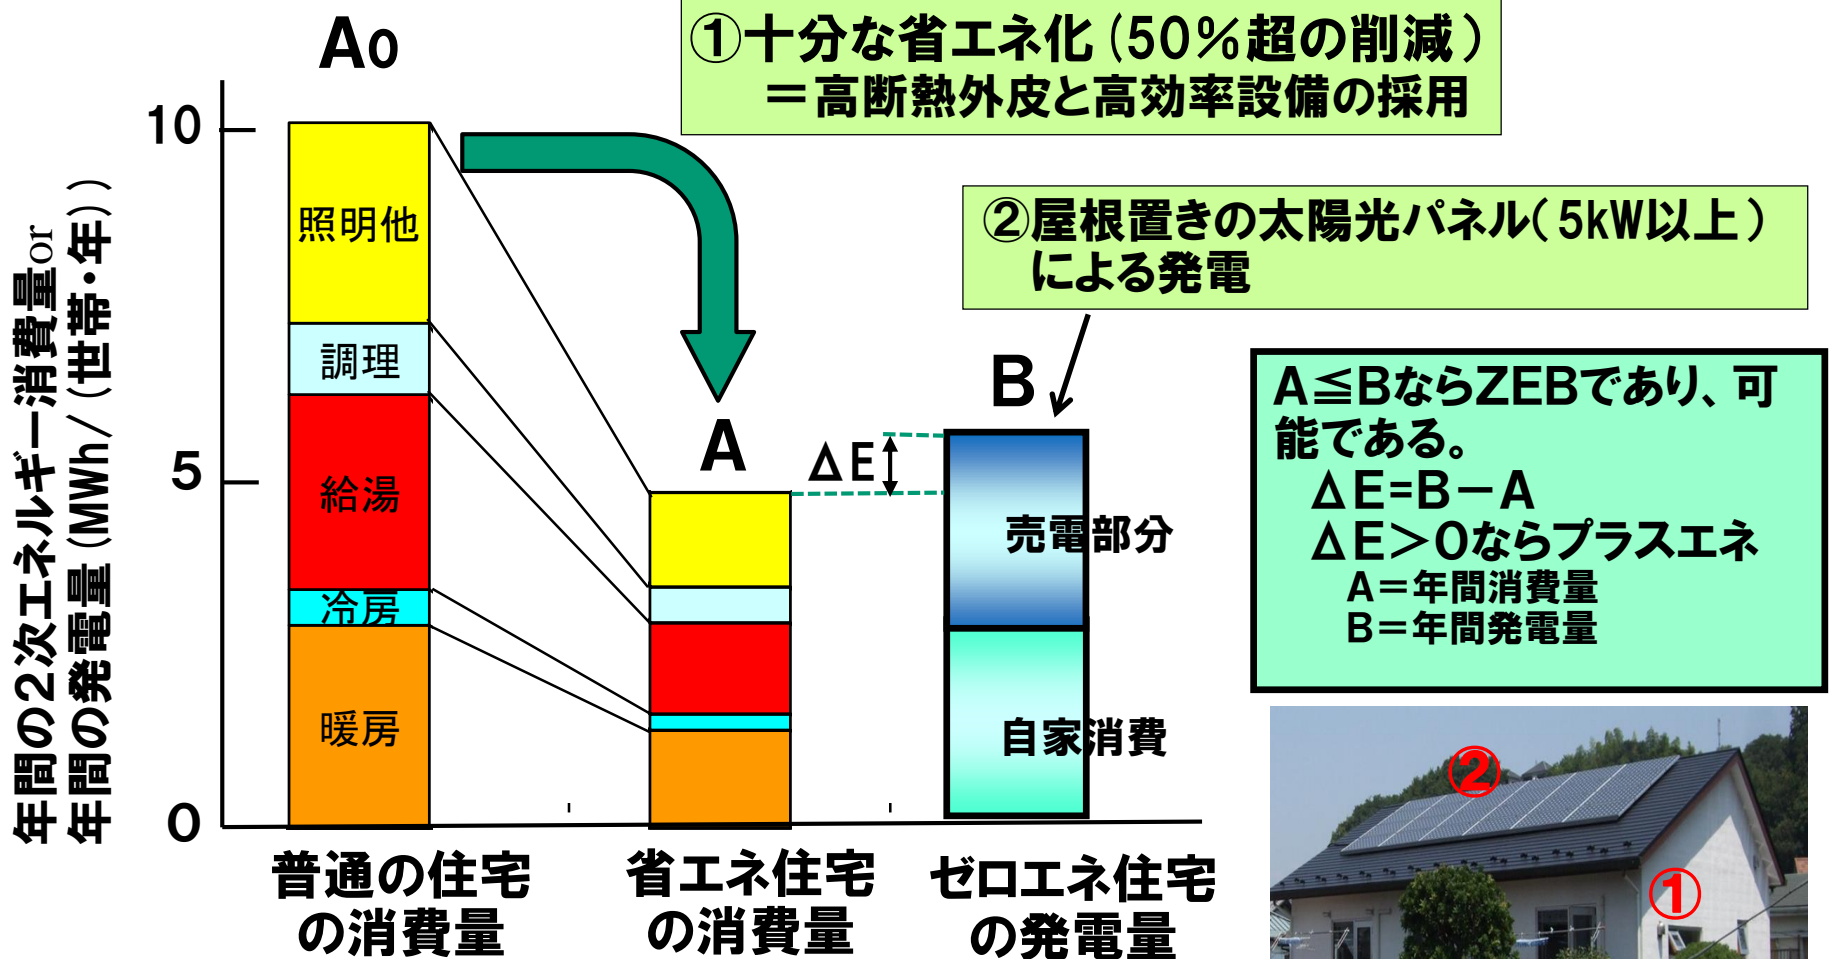 ①十分な省エネ化(50%超の削減)
=高断熱外皮と高効率設備の採用
②屋根置きの太陽光パネル(5kW以上)
による発電
年間の2次エネルギー消費量or
年間の発電量(MWh/(世帯・年))
10
5
0
A0
照明他
調理
給湯
冷房
暖房
A
ΔE
B
売電部分
自家消費
A≦BならZEBであり、可
能である。
ΔE=B-A
ΔE>0ならプラスエネ
A=年間消費量
B=年間発電量
②
①
普通の住宅
の消費量
省エネ住宅
の消費量
ゼロエネ住宅
の発電量